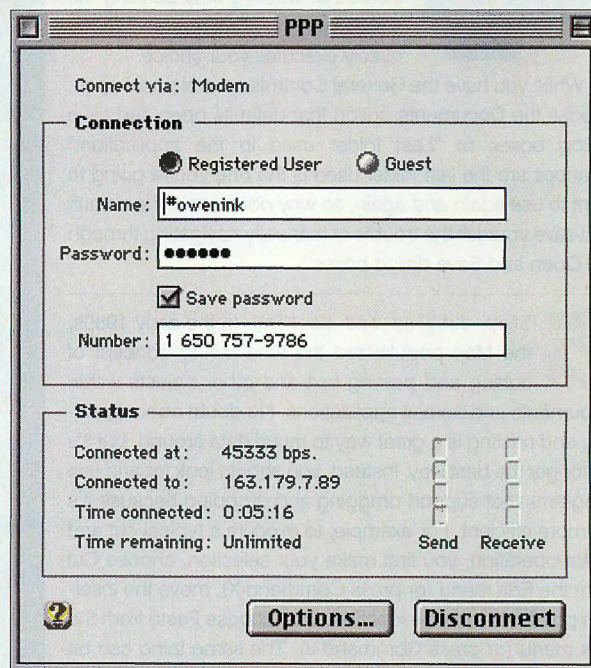 PPP
Connect via: Modem
Connection
Registered User Guest
Name: #owenink
Password: ●●●●●●
Save password
Number: 1 650 757-9786
Status
Connected at: 45333 bps.
Connected to: 163.179.7.89
Time connected: 0:05:16
Time remaining: Unlimited
Send Receive
?
Options... Disconnect